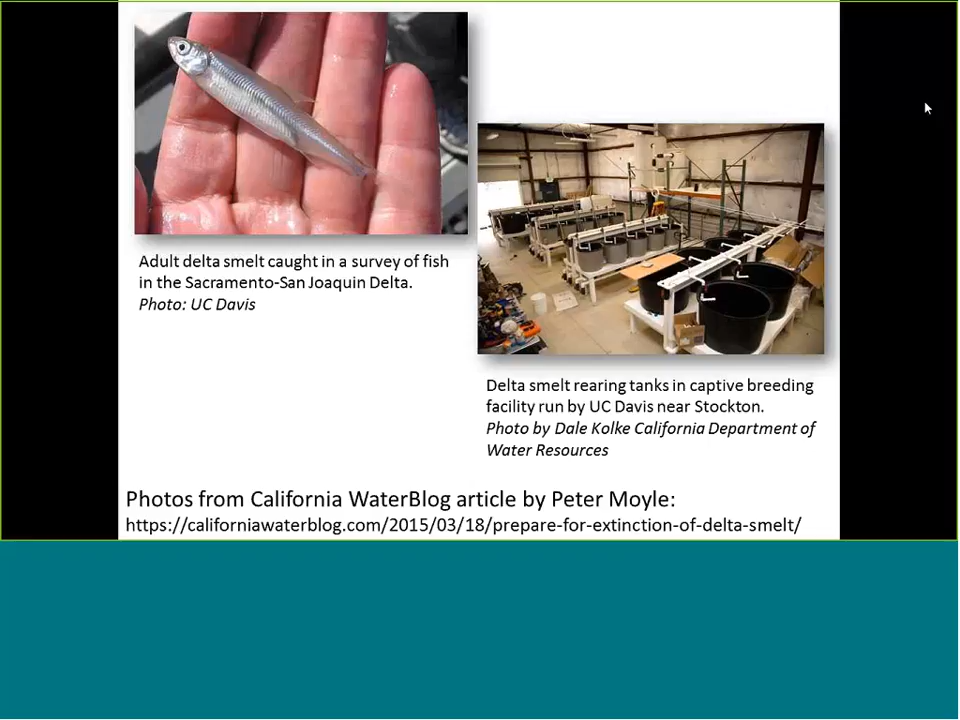 Adult delta smelt caught in a survey of fish
in the Sacramento-San Joaquin Delta.
Photo: UC Davis
Delta smelt rearing tanks in captive breeding
facility run by UC Davis near Stockton.
Photo by Dale Kolke California Department of
Water Resources
Photos from California WaterBlog article by Peter Moyle:
https://californiawaterblog.com/2015/03/18/prepare-for-extinction-of-delta-smelt/